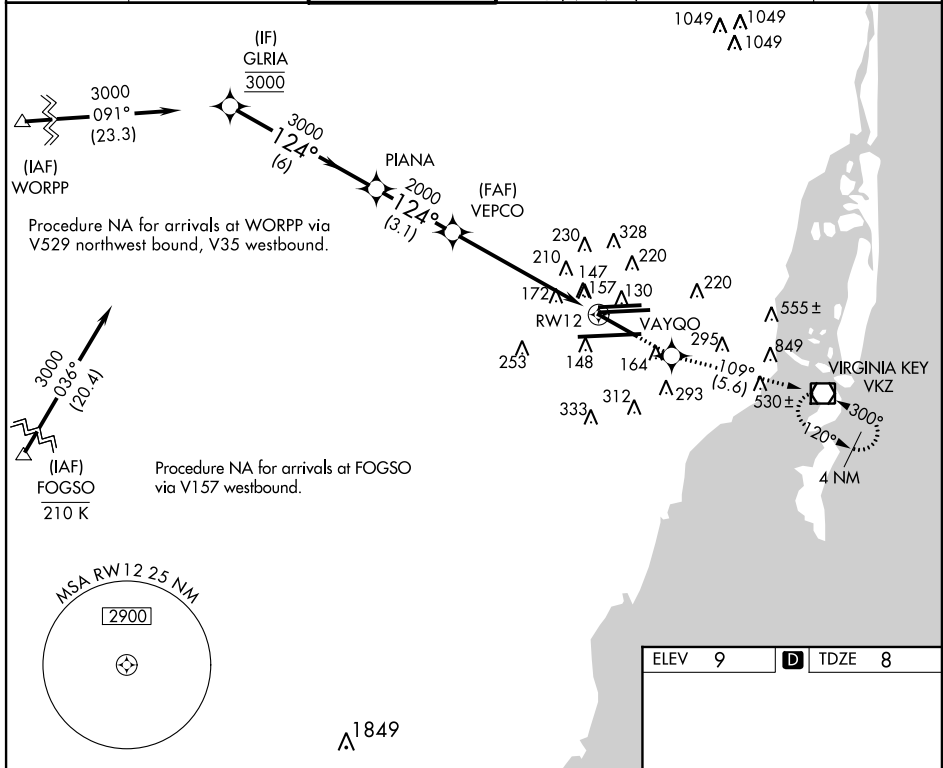 1049
1049
1049
(IF)
GLRIA
3000
3000
091°
(23.3)
(IAF)
WORPP
3000
124°
(6)
PIANA
2000
124°
(3.1)
(FAF)
VEPCO
Procedure NA for arrivals at WORPP via
V529 northwest bound, V35 westbound.
230
328
210
220
147
172
157
130
220
RW12
VAYQO
555±
295
849
253
148
164
109°
(5.6)
VIRGINIA KEY
VKZ
293
530±
333
312
300°
120°
4 NM
3000
036°
(20.4)
(IAF)
FOGSO
210 K
Procedure NA for arrivals at FOGSO
via V157 westbound.
MSA RW12 25 NM
2900
1849
ELEV 9 D TDZE 8